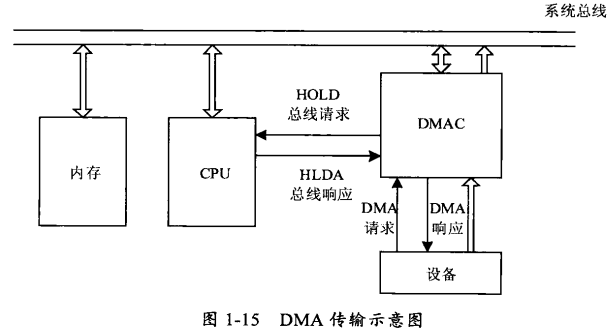 系统总线
HOLD
总线请求
DMAC
内存
CPU
HLDA
总线响应
DMA
请求
DMA
响应
设备
图 1-15 DMA 传输示意图